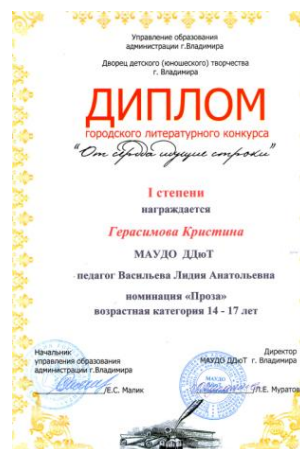 Управление образования
администрации г.Владимира
Дворец детского (юношеского) творчества
г. Владимира
ДИПЛОМ
городского литературного конкурса
"От сердца идущие строки"
I степени
награждается
Герасимова Кристина
МАУДО ДДюТ
педагог Васильева Лидия Анатольевна
номинация «Проза»
возрастная категория 14 - 17 лет
Начальник
управления образования
администрации г.Владимира
/Е.С. Малик
Директор
МАУДО ДДюТ г. Владимира
/Л.Е. Муратова